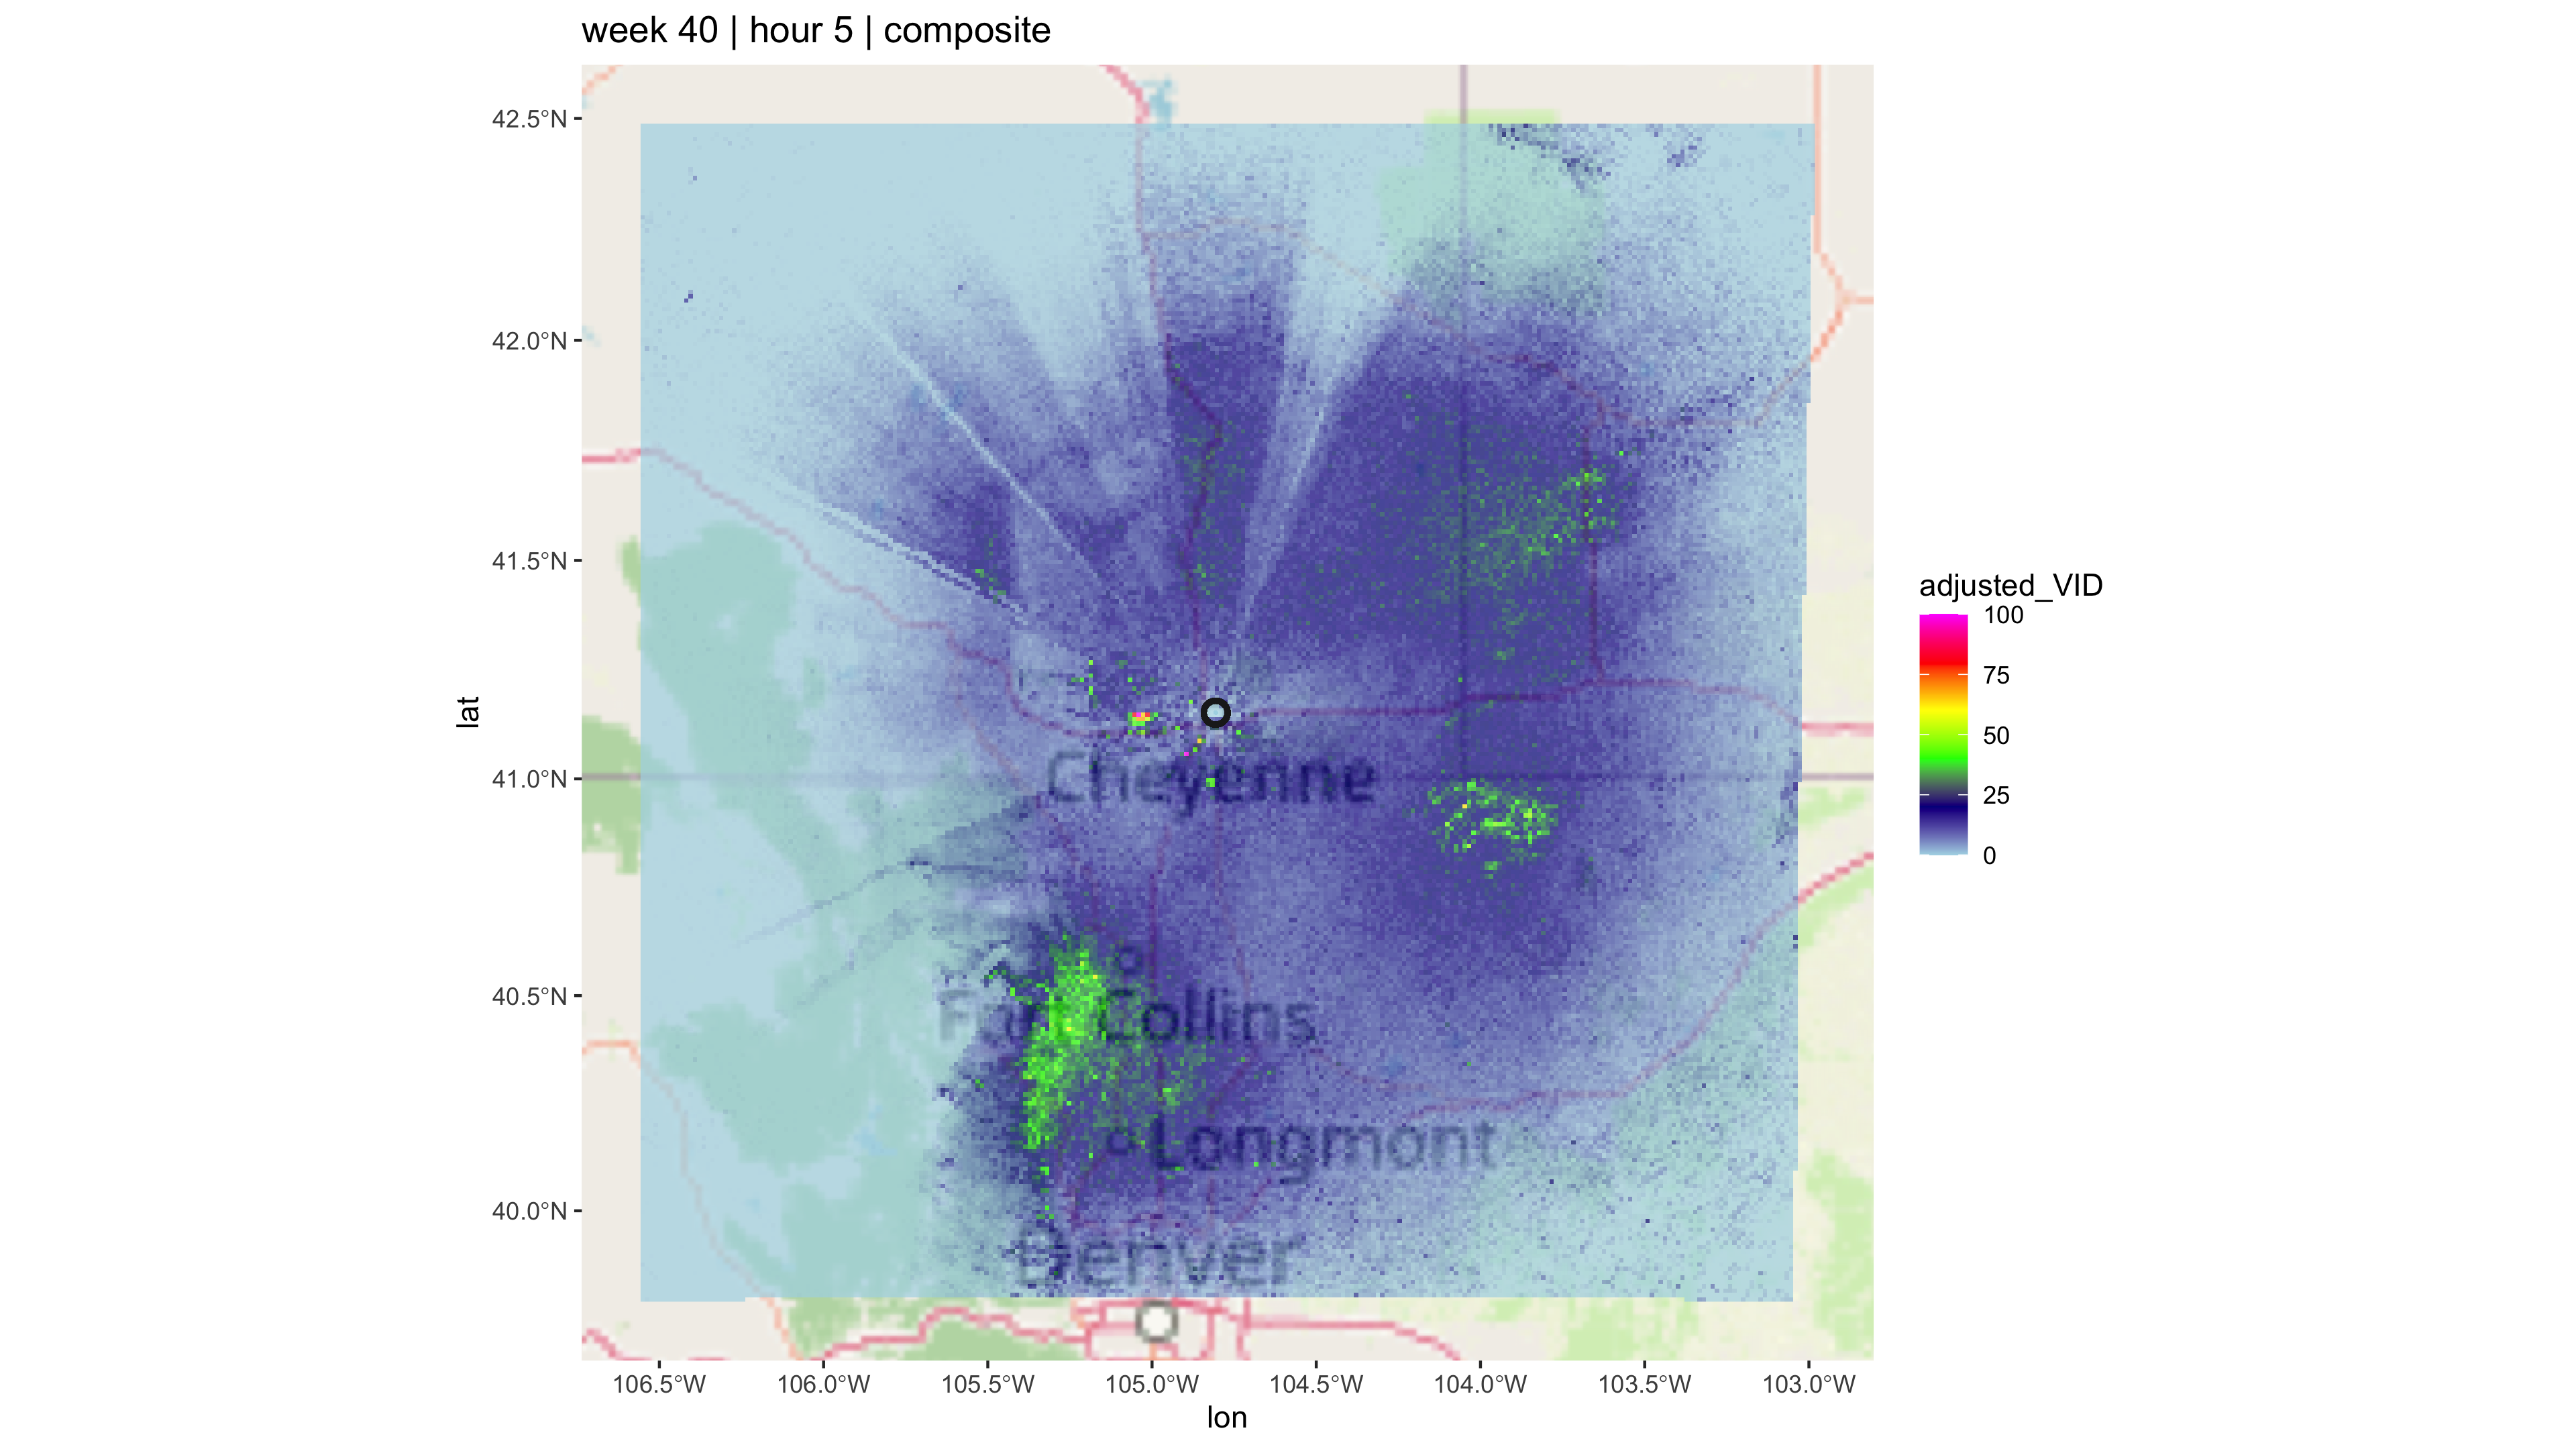 week 40 | hour 5 | composite
42.5°N
42.0°N
41.5°N
41.0°N
40.5°N
40.0°N
lat
Cheyenne
Fort Collins
Longmont
Denver
106.5°W 106.0°W 105.5°W 105.0°W 104.5°W 104.0°W 103.5°W 103.0°W
lon
adjusted_VID
100
75
50
25
0